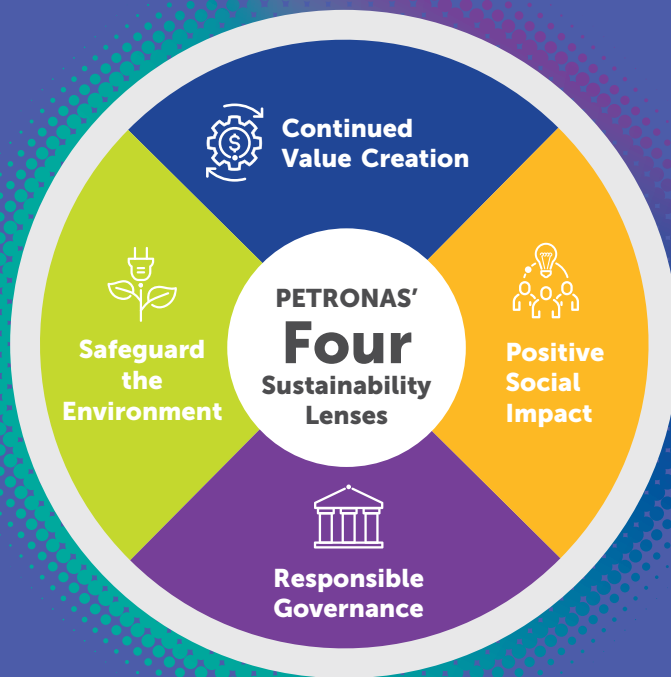 Continued
Value Creation
PETRONAS’
Four
Sustainability
Lenses
Safeguard
the
Environment
Positive
Social
Impact
Responsible
Governance